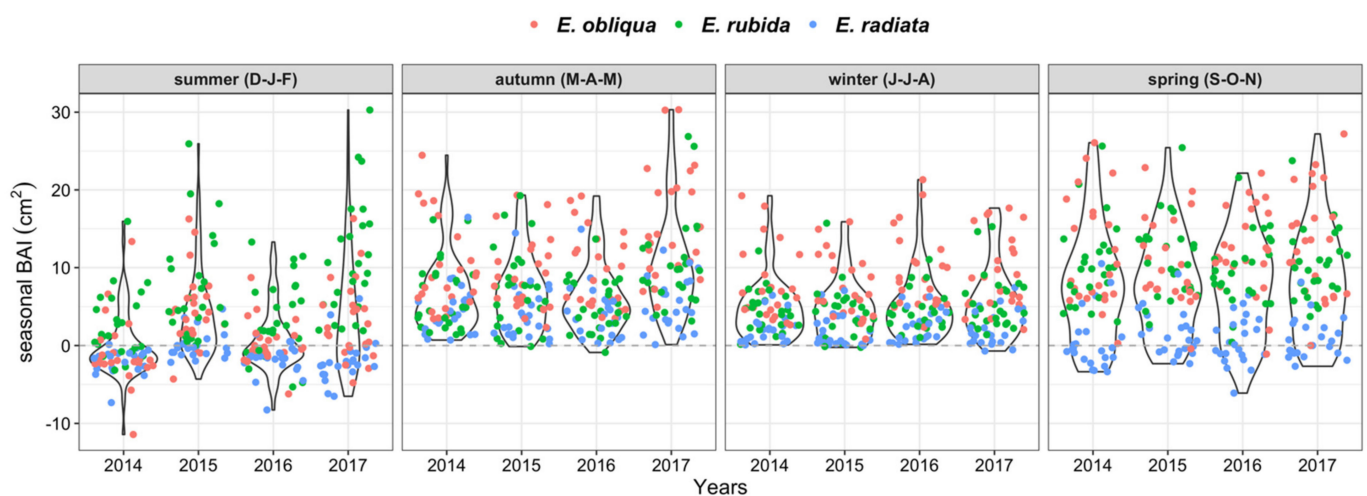 E. obliqua E. rubida E. radiata
summer (D-J-F) autumn (M-A-M) winter (J-J-A) spring (S-O-N)
seasonal BAI (cm²)
30
20
10
0
-10
2014 2015 2016 2017 2014 2015 2016 2017 2014 2015 2016 2017 2014 2015 2016 2017
Years